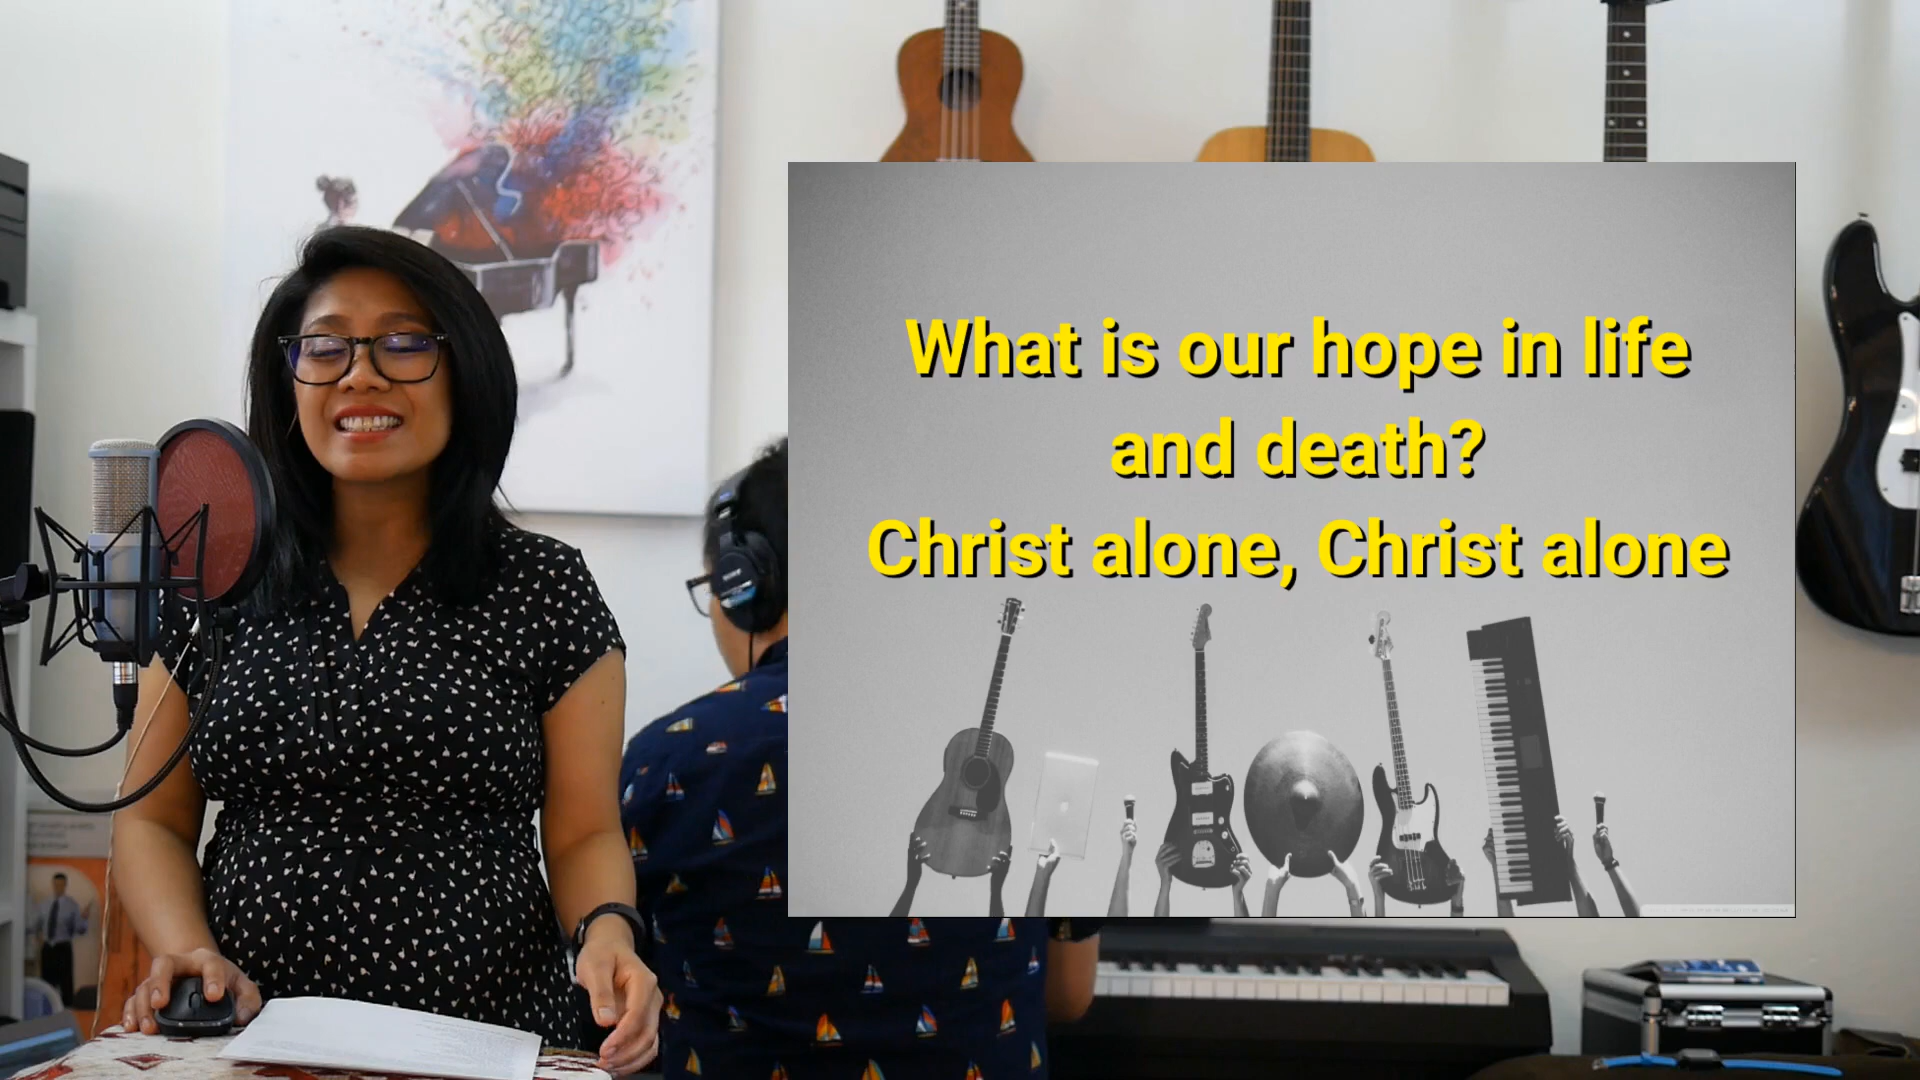 What is our hope in life
and death?
Christ alone, Christ alone